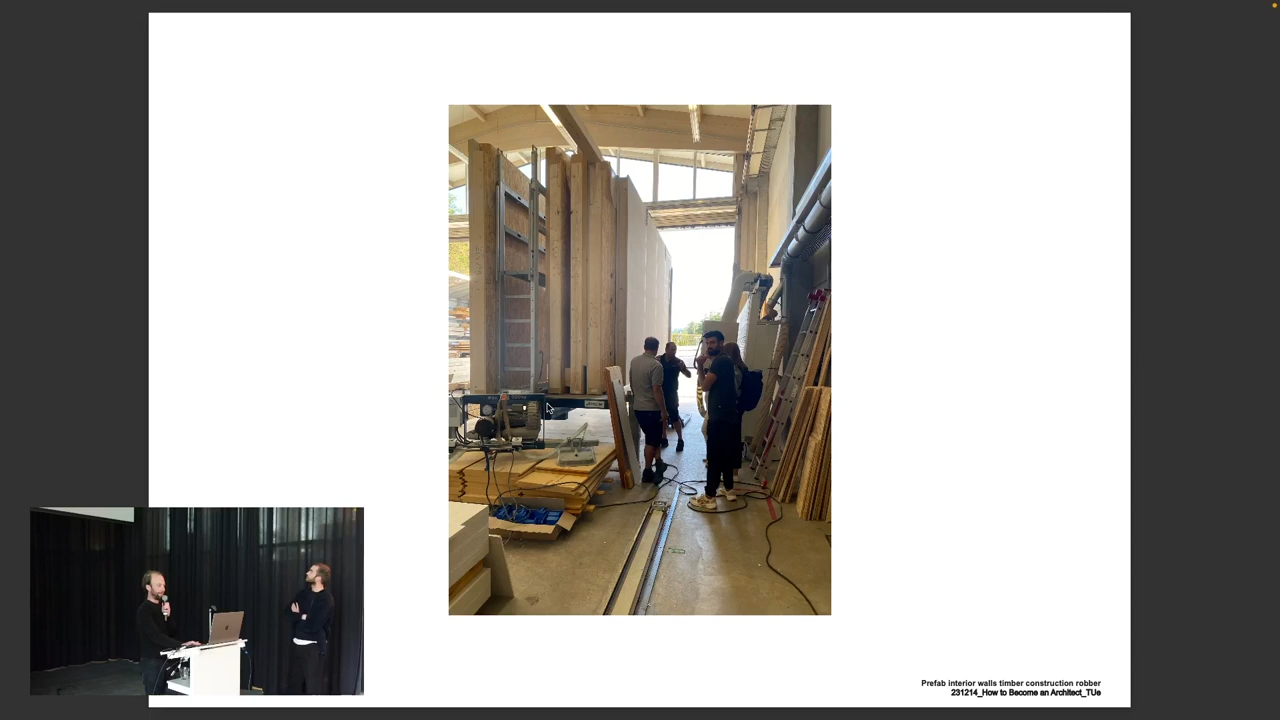 Prefab interior walls timber construction robber
231214_How to Become an Architect_TUe